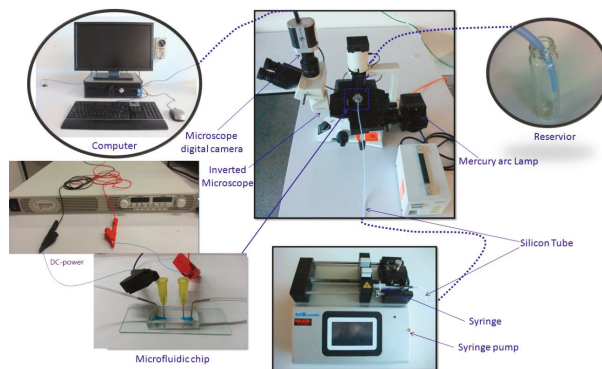 Computer
Microscope
digital camera
Inverted
Microscope
Mercury arc Lamp
Reservior
DC-power
Silicon Tube
Syringe
Syringe pump
Microfluidic chip